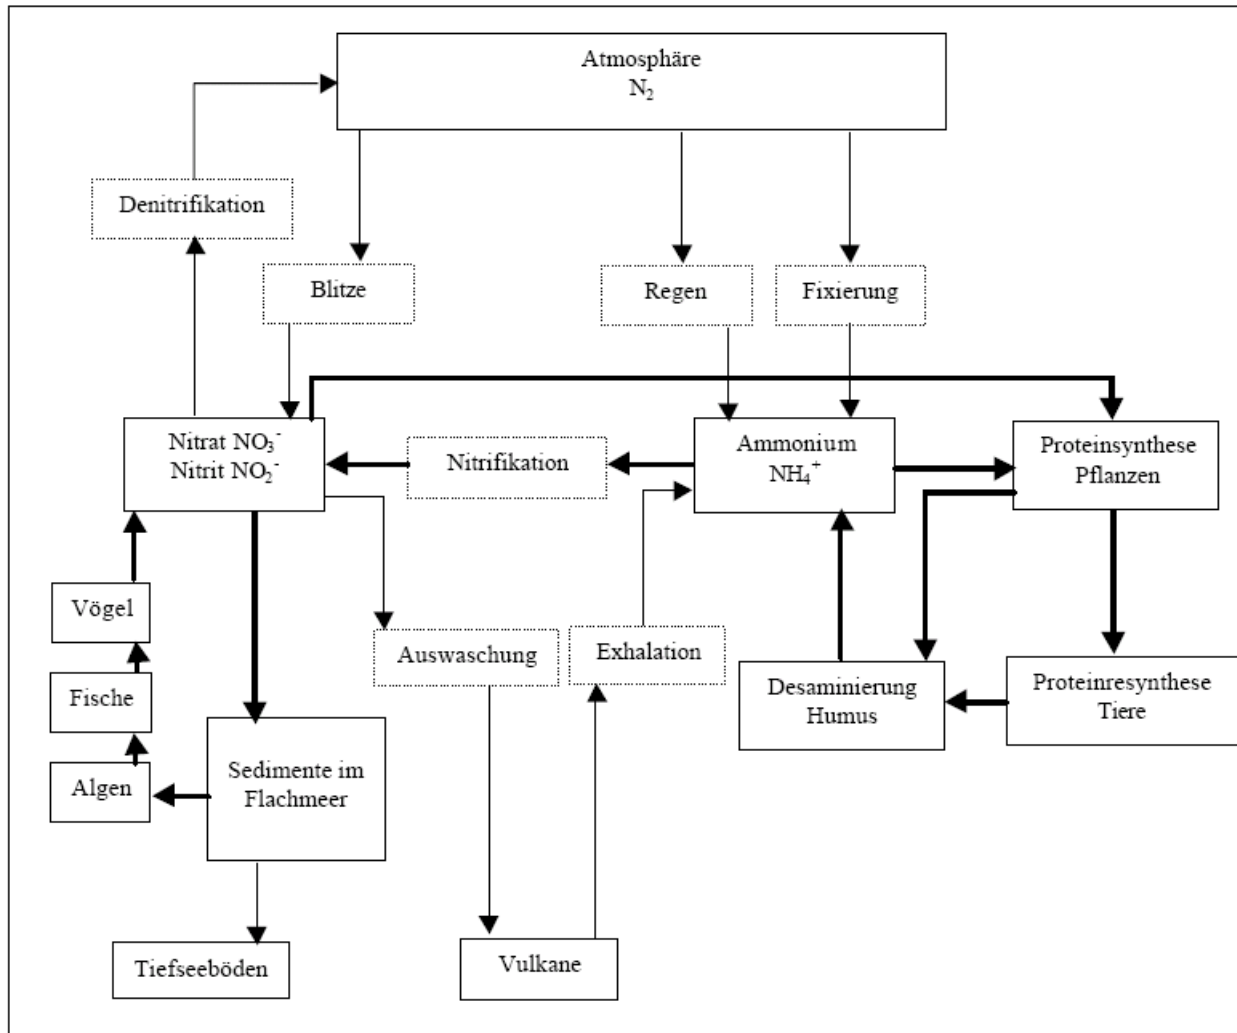 Atmosphäre
N₂
Denitrifikation
Blitze
Regen
Fixierung
Nitrat NO₃⁻
Nitrit NO₂⁻
Nitrifikation
Ammonium
NH₄⁺
Proteinsynthese
Pflanzen
Vögel
Auswaschung
Exhalation
Fische
Desaminierung
Humus
Proteinresynthese
Tiere
Algen
Sedimente im
Flachmeer
Tiefseeböden
Vulkane